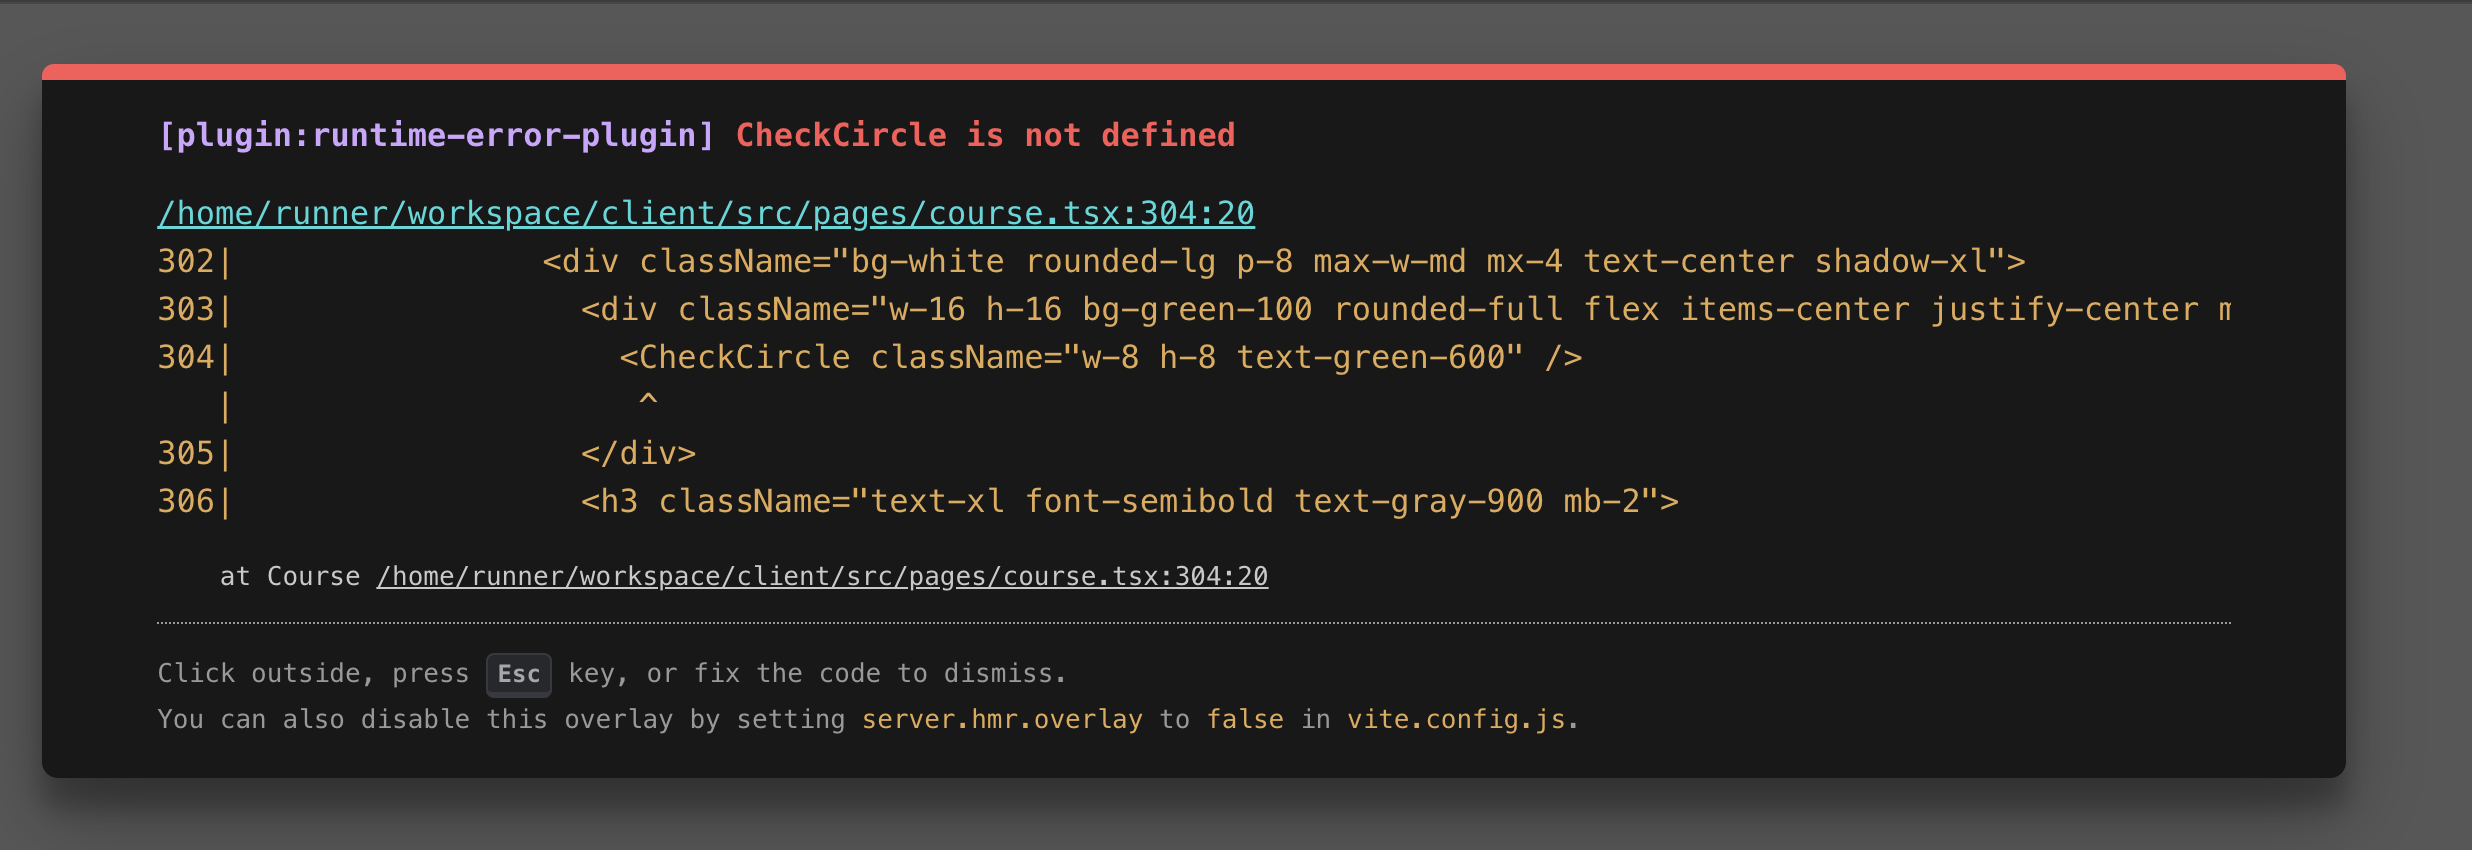 [plugin:runtime-error-plugin] CheckCircle is not defined
/home/runner/workspace/client/src/pages/course.tsx:304:20
302|                <div className="bg-white rounded-lg p-8 max-w-md mx-4 text-center shadow-xl">
303|                  <div className="w-16 h-16 bg-green-100 rounded-full flex items-center justify-center m
304|                    <CheckCircle className="w-8 h-8 text-green-600" />
   |                     ^
305|                  </div>
306|                  <h3 className="text-xl font-semibold text-gray-900 mb-2">
    at Course /home/runner/workspace/client/src/pages/course.tsx:304:20
Click outside, press Esc key, or fix the code to dismiss.
You can also disable this overlay by setting server.hmr.overlay to false in vite.config.js.